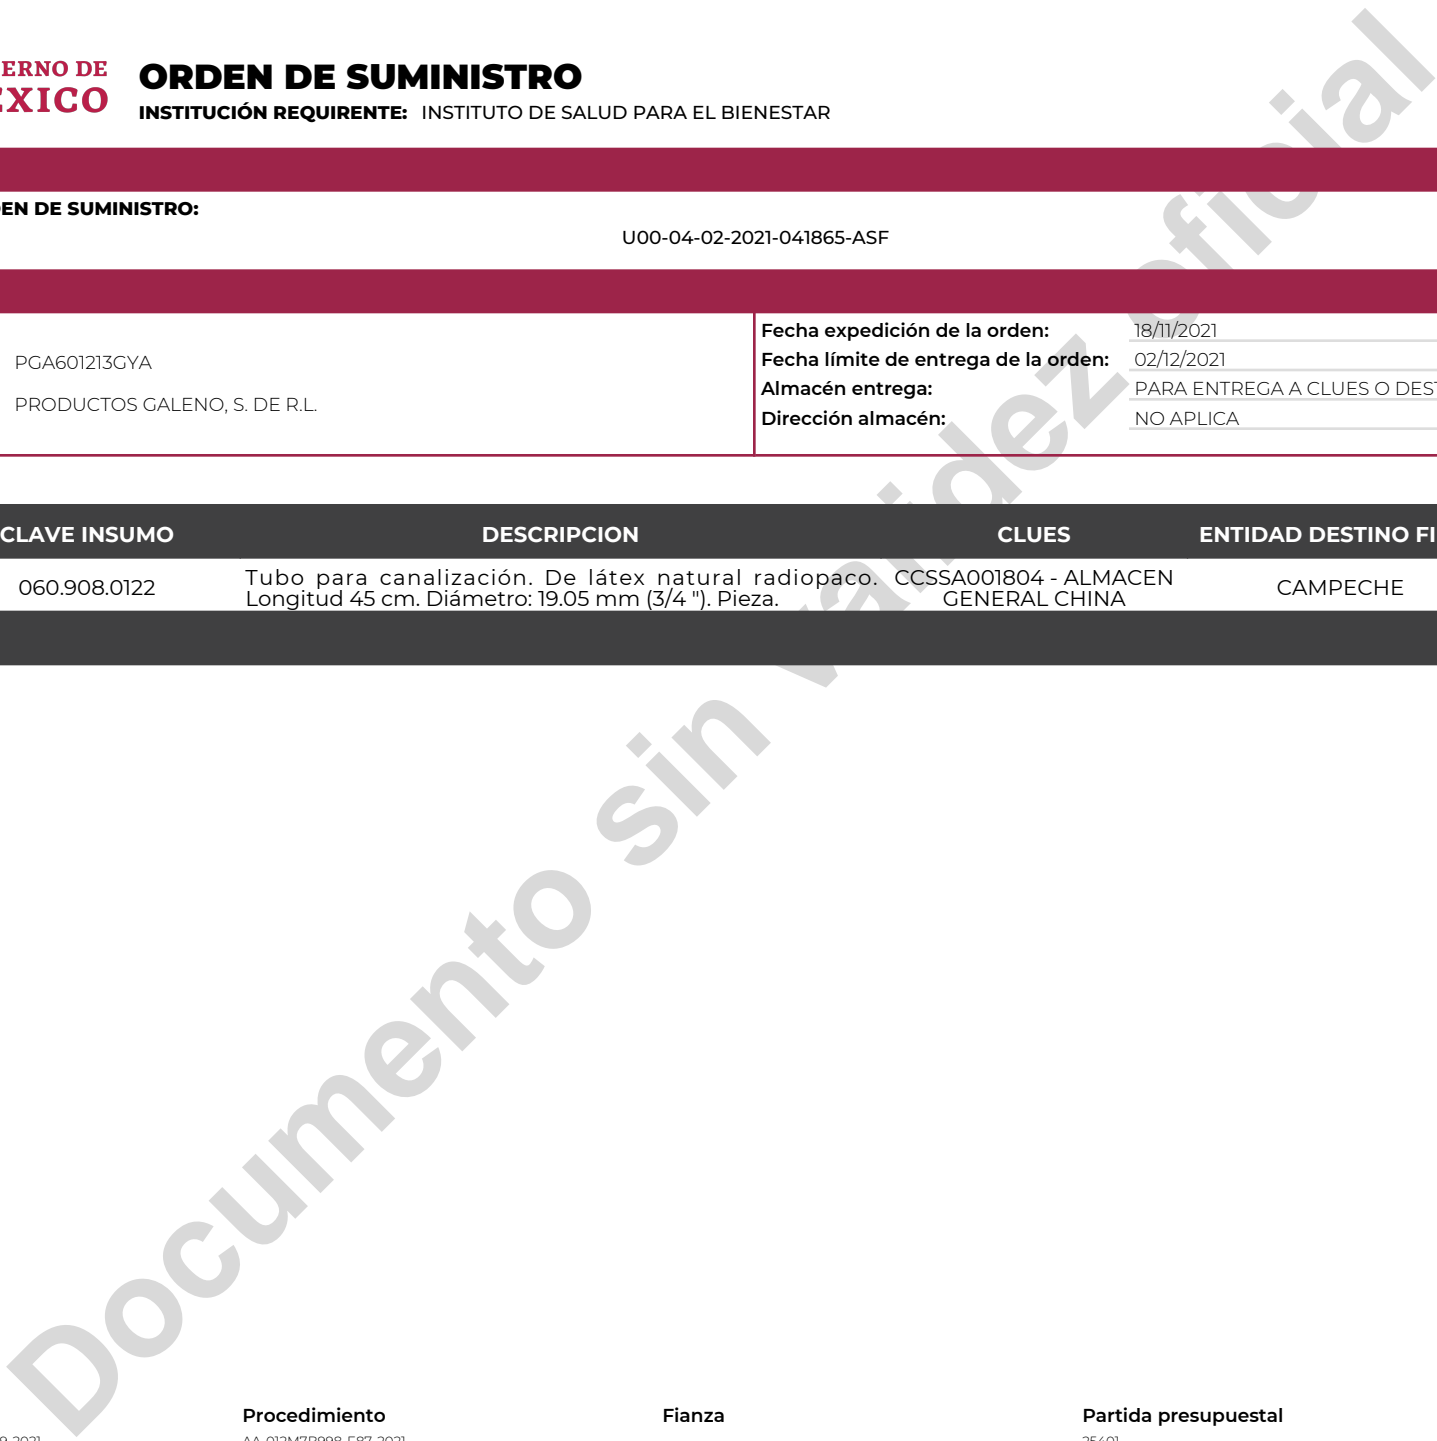 ERNO DE
EXICO
ORDEN DE SUMINISTRO
INSTITUCIÓN REQUIRENTE: INSTITUTO DE SALUD PARA EL BIENESTAR
EN DE SUMINISTRO:
U00-04-02-2021-041865-ASF
PGA601213GYA
PRODUCTOS GALENO, S. DE R.L.
Fecha expedición de la orden: 18/11/2021
Fecha límite de entrega de la orden: 02/12/2021
Almacén entrega: PARA ENTREGA A CLUES O DEST
Dirección almacén: NO APLICA
CLAVE INSUMO DESCRIPCION CLUES ENTIDAD DESTINO FI
060.908.0122
Tubo para canalización. De látex natural radiopaco.
Longitud 45 cm. Diámetro: 19.05 mm (3/4 "). Pieza.
CCSSA001804 - ALMACEN
GENERAL CHINA
CAMPECHE
Documento sin validez oficial
Procedimiento Fianza Partida presupuestal